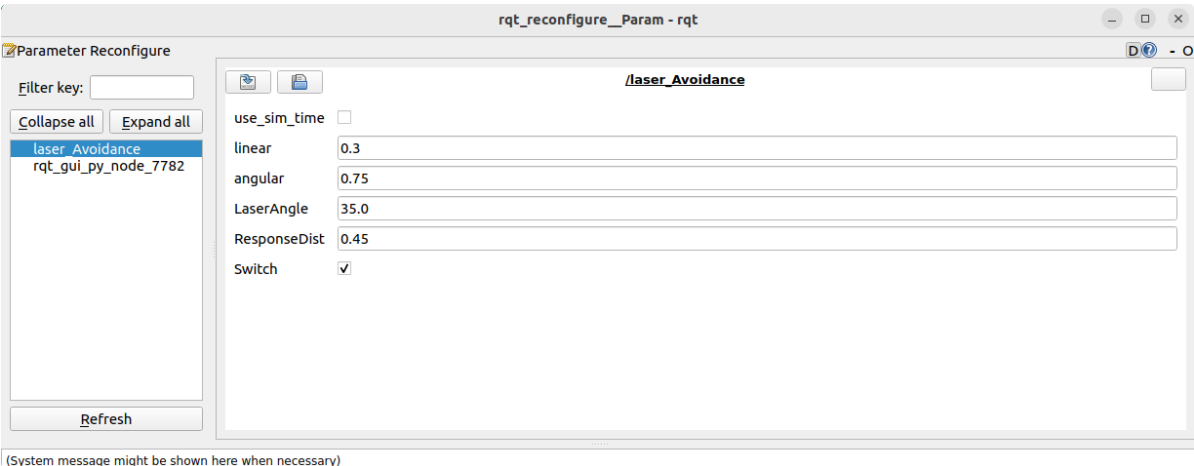 rqt_reconfigure__Param - rqt
Parameter Reconfigure
D - O
Filter key:
Collapse all Expand all
laser_Avoidance
rqt_gui_py_node_7782
Refresh
/laser_Avoidance
use_sim_time
linear 0.3
angular 0.75
LaserAngle 35.0
ResponseDist 0.45
Switch
(System message might be shown here when necessary)